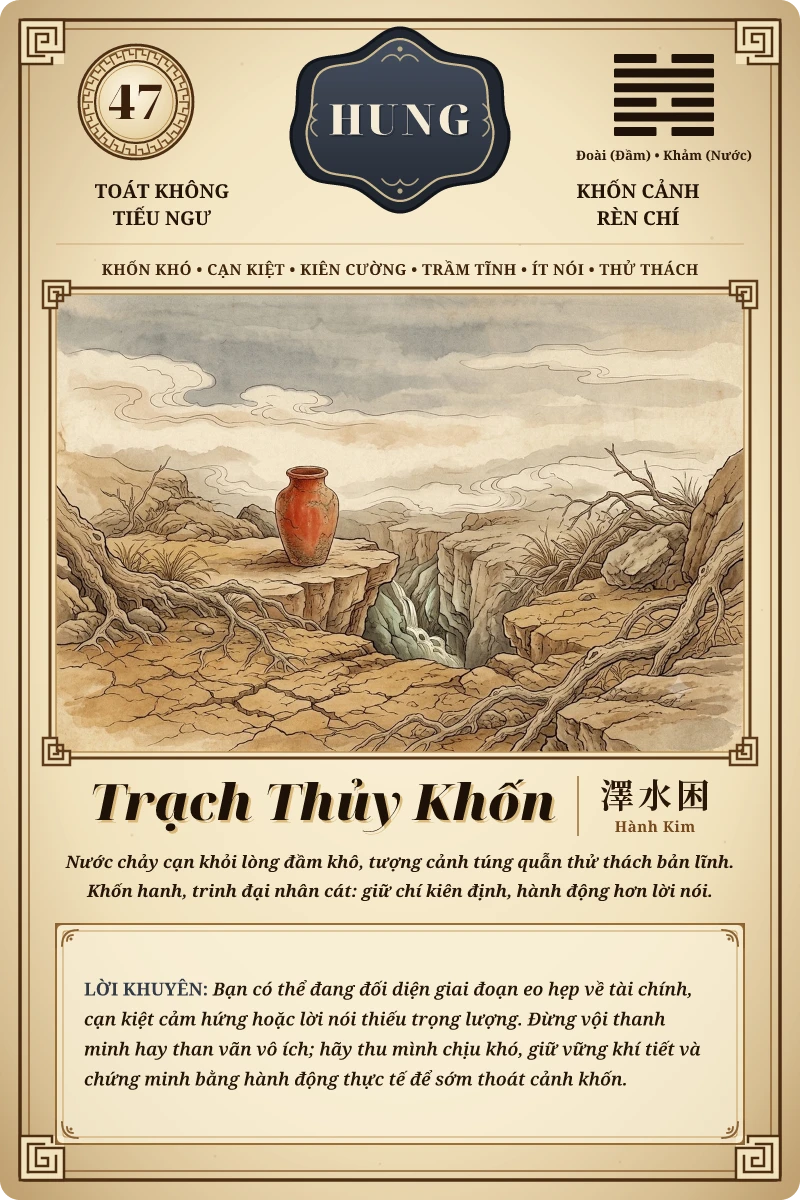 47
HUNG
Đoài (Đầm) • Khảm (Nước)
TOÁT KHÔNG
TIẾU NGƯ
KHỐN CẢNH
RÈN CHÍ
KHỐN KHÓ • CẠN KIỆT • KIÊN CƯỜNG • TRẦM TĨNH • ÍT NÓI • THỬ THÁCH
Trạch Thủy Khốn
澤水困
Hành Kim
Nước chảy cạn khỏi lòng đầm khô, tượng cảnh túng quẫn thử thách bản lĩnh.
Khốn hanh, trinh đại nhân cát: giữ chí kiên định, hành động hơn lời nói.
LỜI KHUYÊN: Bạn có thể đang đối diện giai đoạn eo hẹp về tài chính,
cạn kiệt cảm hứng hoặc lời nói thiếu trọng lượng. Đừng vội thanh
minh hay than vãn vô ích; hãy thu mình chịu khó, giữ vững khí tiết và
chứng minh bằng hành động thực tế để sớm thoát cảnh khốn.